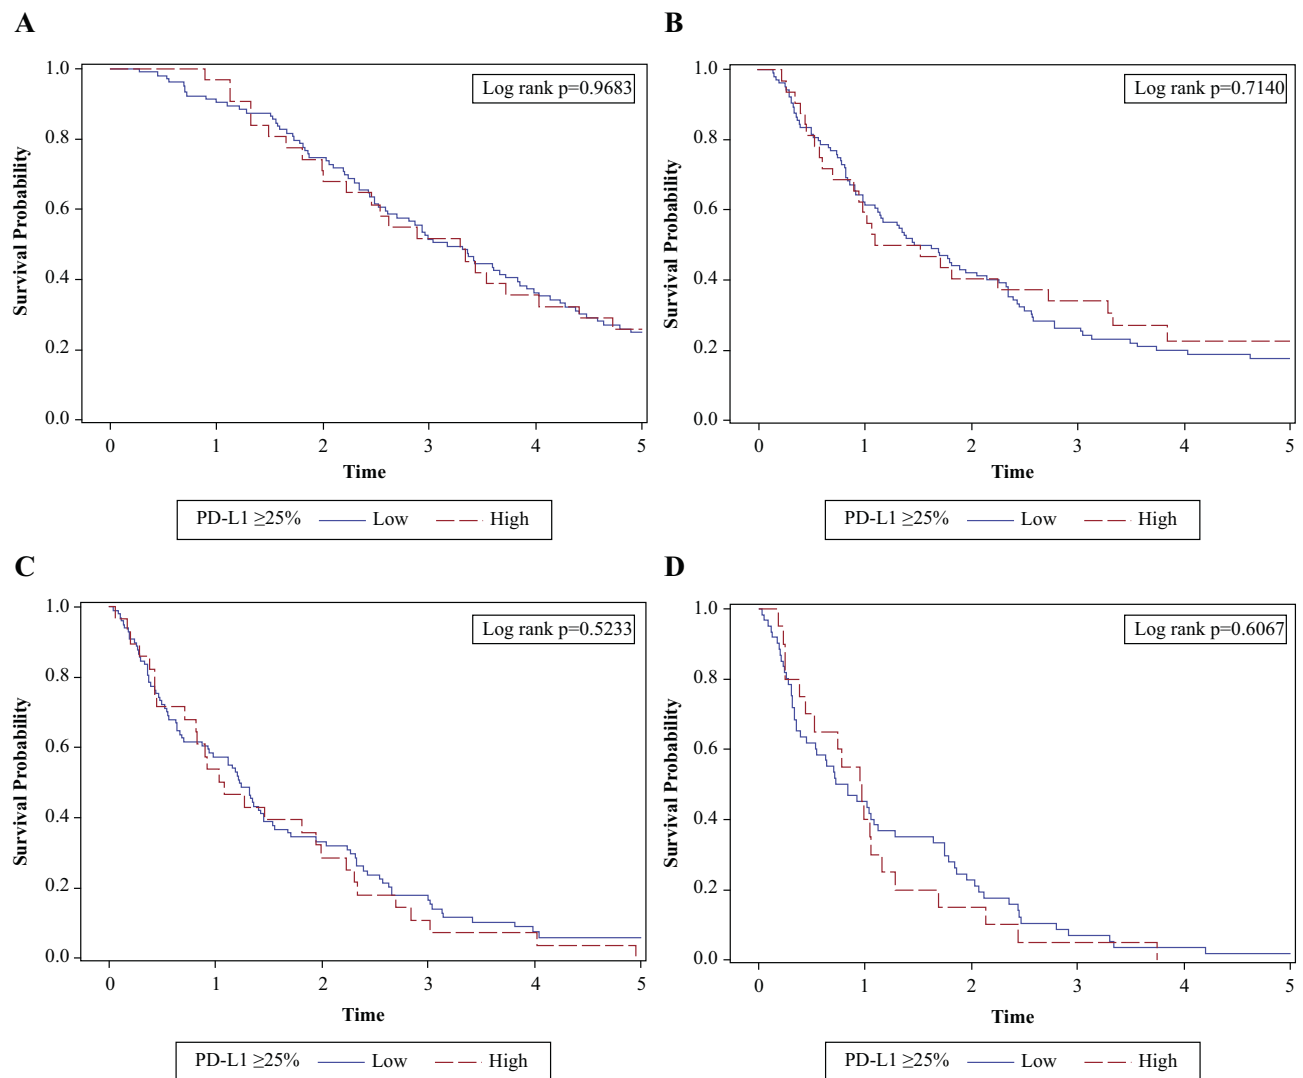 A
Log rank p=0.9683
1.0
0.8
0.6
0.4
0.2
0.0
Survival Probability
0 1 2 3 4 5
Time
PD-L1 ≥25% Low High
B
Log rank p=0.7140
1.0
0.8
0.6
0.4
0.2
0.0
Survival Probability
0 1 2 3 4 5
Time
PD-L1 ≥25% Low High
C
Log rank p=0.5233
1.0
0.8
0.6
0.4
0.2
0.0
Survival Probability
0 1 2 3 4 5
Time
PD-L1 ≥25% Low High
D
Log rank p=0.6067
1.0
0.8
0.6
0.4
0.2
0.0
Survival Probability
0 1 2 3 4 5
Time
PD-L1 ≥25% Low High